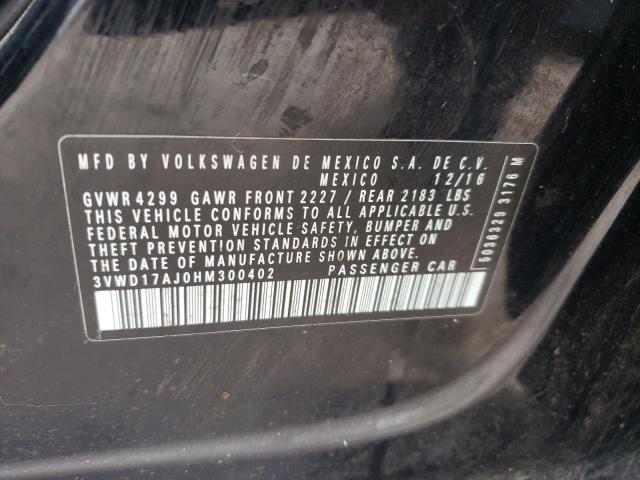 MFD BY VOLKSWAGEN DE MEXICO S.A. DE C.V.
MEXICO 12/16
GVWR 4299 GAWR FRONT 2227 / REAR 2183 LBS
THIS VEHICLE CONFORMS TO ALL APPLICABLE U.S.
FEDERAL MOTOR VEHICLE SAFETY, BUMPER AND
THEFT PREVENTION STANDARDS IN EFFECT ON
THE DATE OF MANUFACTURE SHOWN ABOVE.
3VWD17AJ0HM300402 PASSENGER CAR
5036329 3176 M